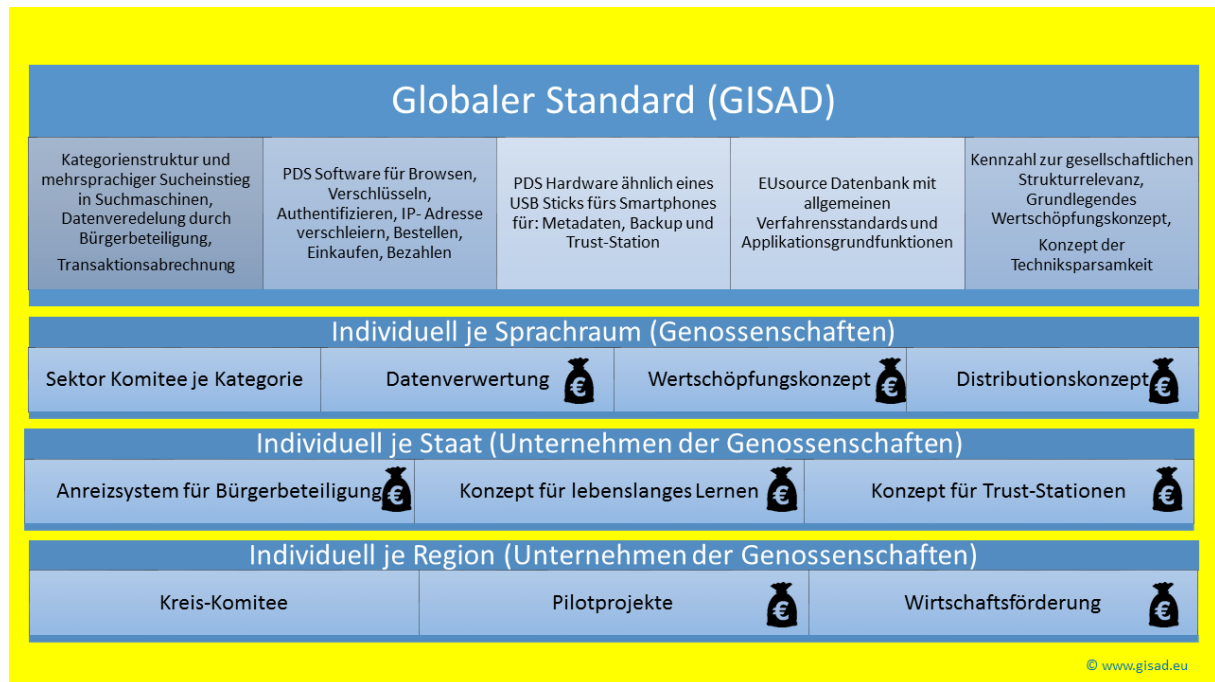 Globaler Standard (GISAD)
Kategorienstruktur und
mehrsprachiger Sucheinstieg
in Suchmaschinen,
Datenveredelung durch
Bürgerbeteiligung,
Transaktionsabrechnung
PDS Software für Browsen,
Verschlüsseln,
Authentifizieren, IP- Adresse
verschleiern, Bestellen,
Einkaufen, Bezahlen
PDS Hardware ähnlich eines
USB Sticks fürs Smartphones
für: Metadaten, Backup und
Trust-Station
EUsource Datenbank mit
allgemeinen
Verfahrensstandards und
Applikationsgrundfunktionen
Kennzahl zur gesellschaftlichen
Strukturrelevanz,
Grundlegendes
Wertschöpfungskonzept,
Konzept der
Techniksparsamkeit
Individuell je Sprachraum (Genossenschaften)
Sektor Komitee je Kategorie
Datenverwertung €
Wertschöpfungskonzept €
Distributionskonzept €
Individuell je Staat (Unternehmen der Genossenschaften)
Anreizsystem für Bürgerbeteiligung €
Konzept für lebenslanges Lernen €
Konzept für Trust-Stationen €
Individuell je Region (Unternehmen der Genossenschaften)
Kreis-Komitee
Pilotprojekte €
Wirtschaftsförderung €
© www.gisad.eu